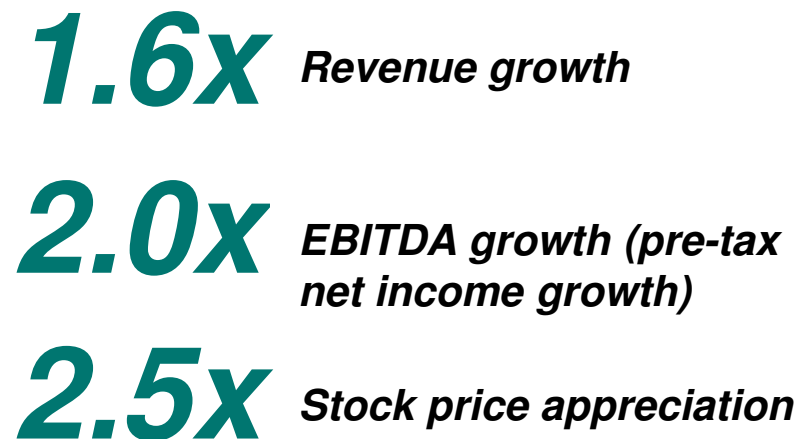 1.6x Revenue growth
2.0x EBITDA growth (pre-tax
net income growth)
2.5x Stock price appreciation